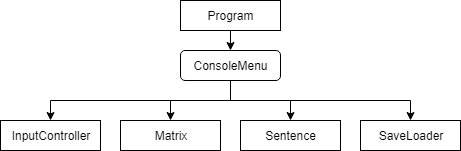 Program
ConsoleMenu
InputController
Matrix
Sentence
SaveLoader